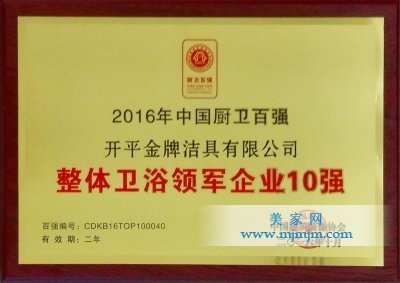 厨卫百强
2016年中国厨卫百强
开平金牌洁具有限公司
整体卫浴领军企业10强
百强编号：CDKB16TOP100040
有 效 期：二年
美家网
www.mjmjm.com